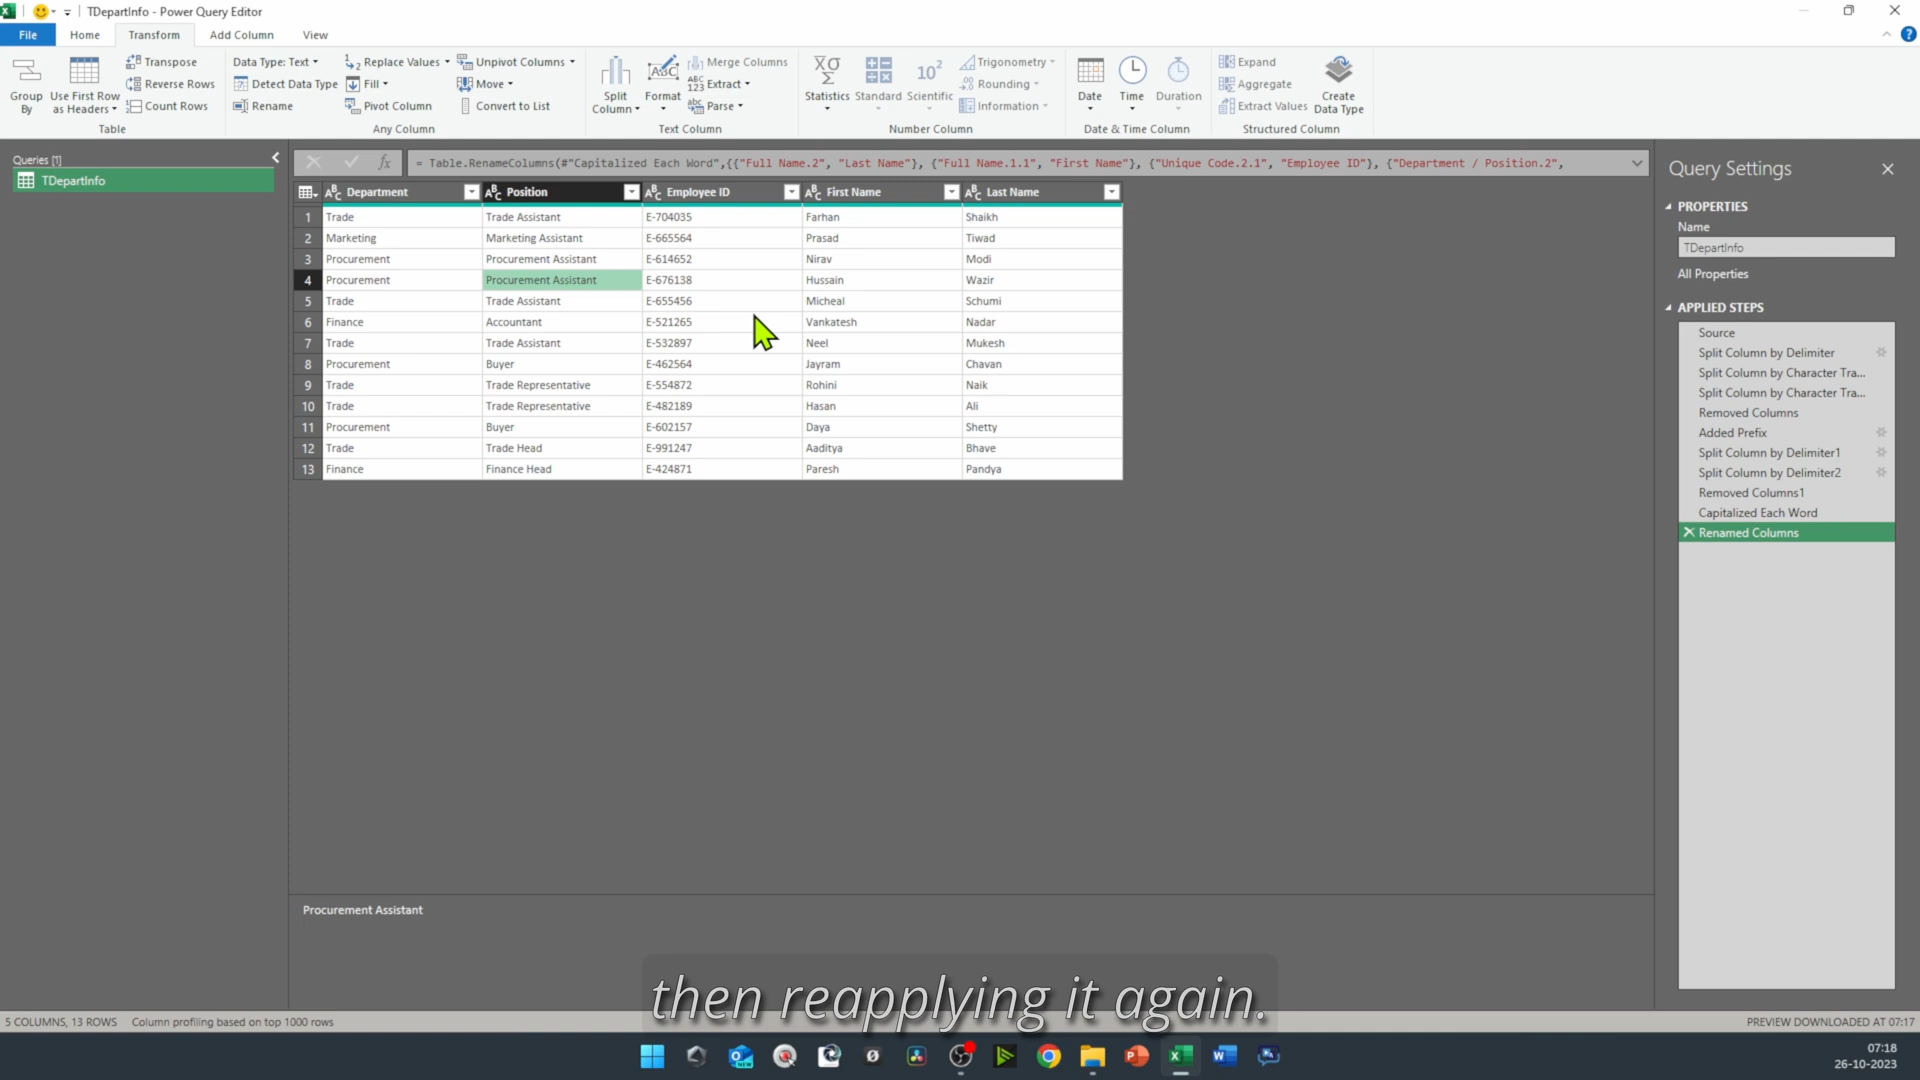 TDepartInfo - Power Query Editor
File Home Transform Add Column View
Group By
Use First Row as Headers
Transpose
Reverse Rows
Count Rows
Table
Data Type: Text
Detect Data Type
Rename
Replace Values
Fill
Pivot Column
Unpivot Columns
Move
Convert to List
Any Column
Split Column
Format
Merge Columns
Extract
Parse
Text Column
Statistics
Standard
Scientific
Trigonometry
Rounding
Information
Number Column
Date
Time
Duration
Date & Time Column
Expand
Aggregate
Extract Values
Create Data Type
Structured Column
Queries [1]
TDepartInfo
= Table.RenameColumns(#"Capitalized Each Word",{{"Full Name.2", "Last Name"}, {"Full Name.1.1", "First Name"}, {"Unique Code.2.1", "Employee ID"}, {"Department / Position.2",
Department Position Employee ID First Name Last Name
1 Trade Trade Assistant E-704035 Farhan Shaikh
2 Marketing Marketing Assistant E-665564 Prasad Tiwad
3 Procurement Procurement Assistant E-614652 Nirav Modi
4 Procurement Procurement Assistant E-676138 Hussain Wazir
5 Trade Trade Assistant E-655456 Micheal Schumi
6 Finance Accountant E-521265 Vankatesh Nadar
7 Trade Trade Assistant E-532897 Neel Mukesh
8 Procurement Buyer E-462564 Jayram Chavan
9 Trade Trade Representative E-554872 Rohini Naik
10 Trade Trade Representative E-482189 Hasan Ali
11 Procurement Buyer E-602157 Daya Shetty
12 Trade Trade Head E-991247 Aaditya Bhave
13 Finance Finance Head E-424871 Paresh Pandya
Query Settings
PROPERTIES
Name
TDepartInfo
All Properties
APPLIED STEPS
Source
Split Column by Delimiter
Split Column by Character Tra...
Split Column by Character Tra...
Removed Columns
Added Prefix
Split Column by Delimiter1
Split Column by Delimiter2
Removed Columns1
Capitalized Each Word
Renamed Columns
Procurement Assistant
then reapplying it again.
5 COLUMNS, 13 ROWS Column profiling based on top 1000 rows
PREVIEW DOWNLOADED AT 07:17
07:18
26-10-2023